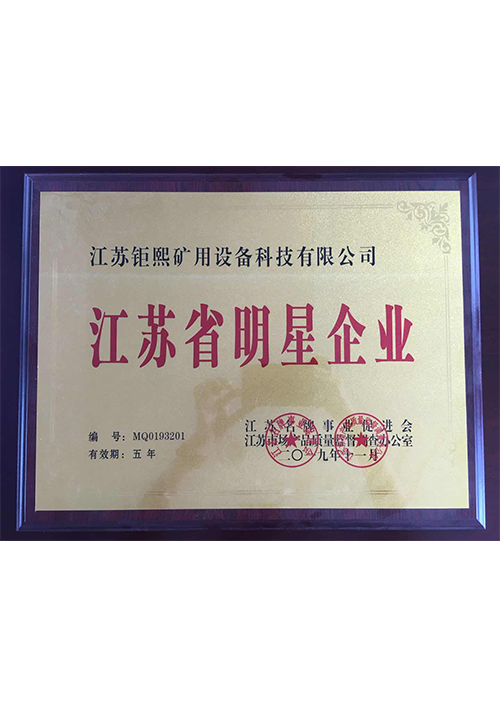 江苏钜熙矿用设备科技有限公司
江苏省明星企业
编 号：MQ0193201
有效期：五 年
江苏名牌事业促进会
江苏市场产品质量监督调查办公室
二〇一九年十一月